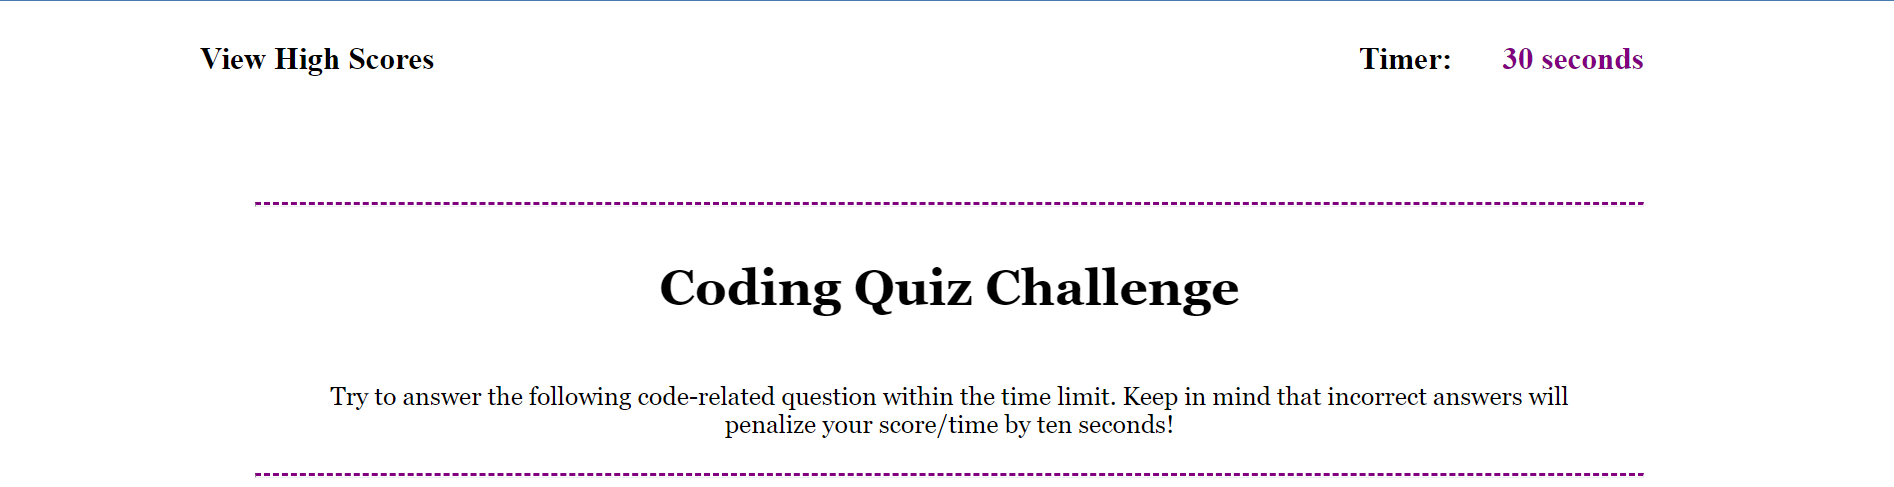 View High Scores
Timer: 30 seconds
Coding Quiz Challenge
Try to answer the following code-related question within the time limit. Keep in mind that incorrect answers will
penalize your score/time by ten seconds!